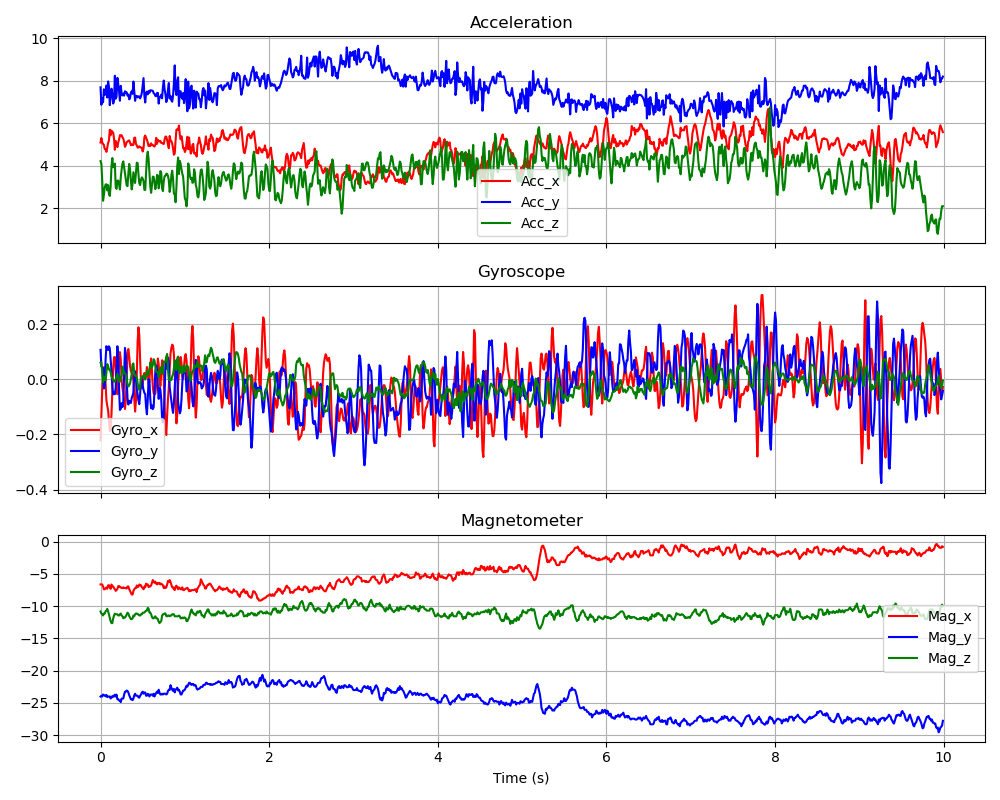 Acceleration
10
8
6
4
2
Acc_x
Acc_y
Acc_z
Gyroscope
0.2
0.0
−0.2
−0.4
Gyro_x
Gyro_y
Gyro_z
Magnetometer
0
−5
−10
−15
−20
−25
−30
Mag_x
Mag_y
Mag_z
0 2 4 6 8 10
Time (s)